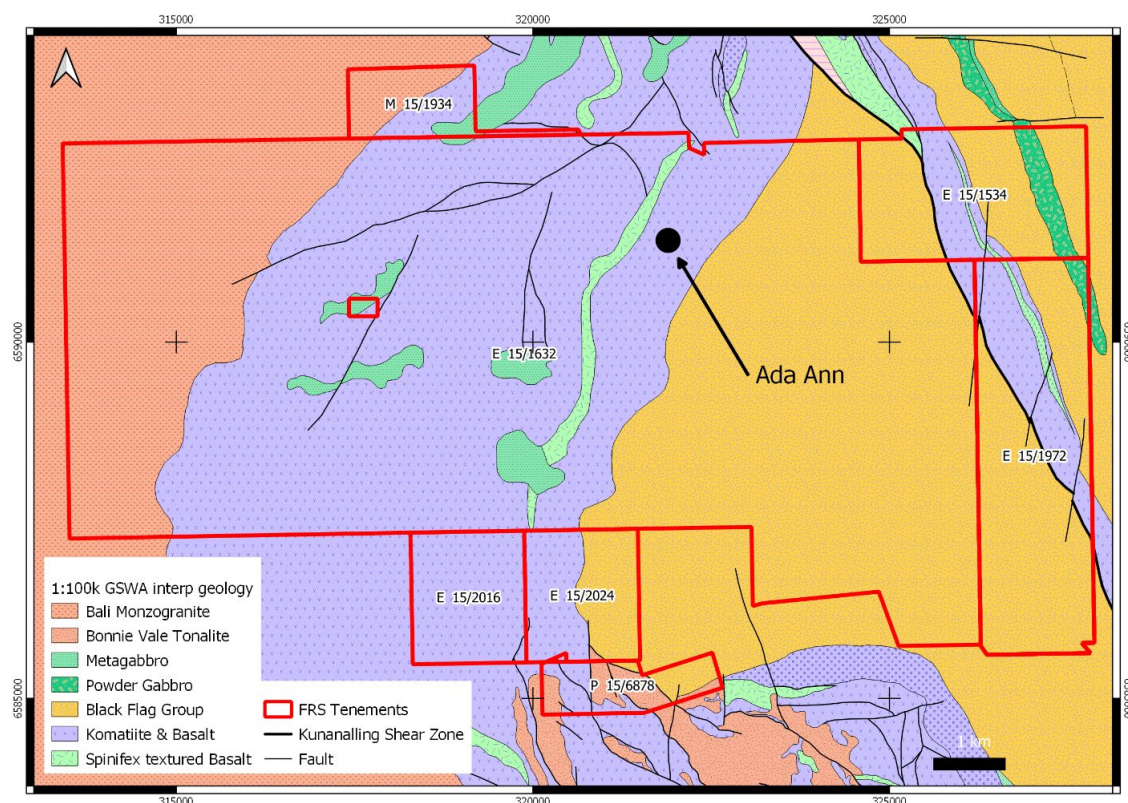 315000
320000
325000
M 15/1934
E 15/1534
6590000
6590000
E 15/1632
Ada Ann
E 15/1972
1:100k GSWA interp geology
Bali Monzogranite
Bonnie Vale Tonalite
Metagabbro
Powder Gabbro
Black Flag Group
Komatiite & Basalt
Spinifex textured Basalt
FRS Tenements
Kunanalling Shear Zone
Fault
E 15/2016
E 15/2024
P 15/6878
6585000
6585000
1 km
315000
320000
325000